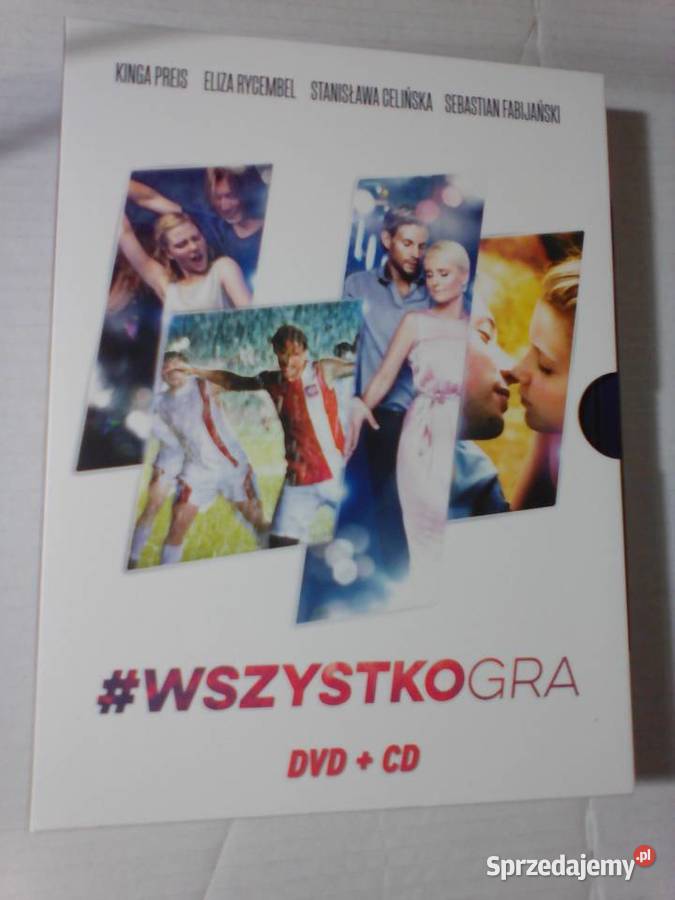 KINGA PREIS ELIZA RYCEMBEL STANISŁAWA CELIŃSKA SEBASTIAN FABIJAŃSKI
#WSZYSTKOGRA
DVD + CD
Sprzedajemy.pl